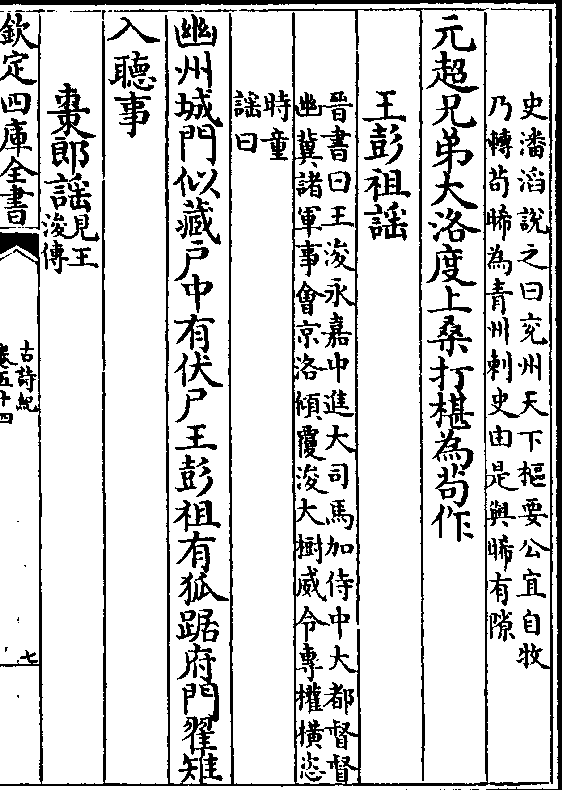 史潘滔說之曰兖州天下樞要公宜自牧
乃轉茍晞為青州刺史由是與晞有隙
元超兄弟大洛度上桑打椹為茍作
王彭祖謡
晉書曰王浚永嘉中進大司馬加侍中大都督督
幽冀諸軍事會京洛傾覆浚大樹威令專權橫恣
時童
謡曰
幽州城門似藏戶中有伏尸王彭祖有狐踞府門翟雉
入聽事
棗郎謡
見王
浚傳
欽定四庫全書
古詩紀
卷五十四
七